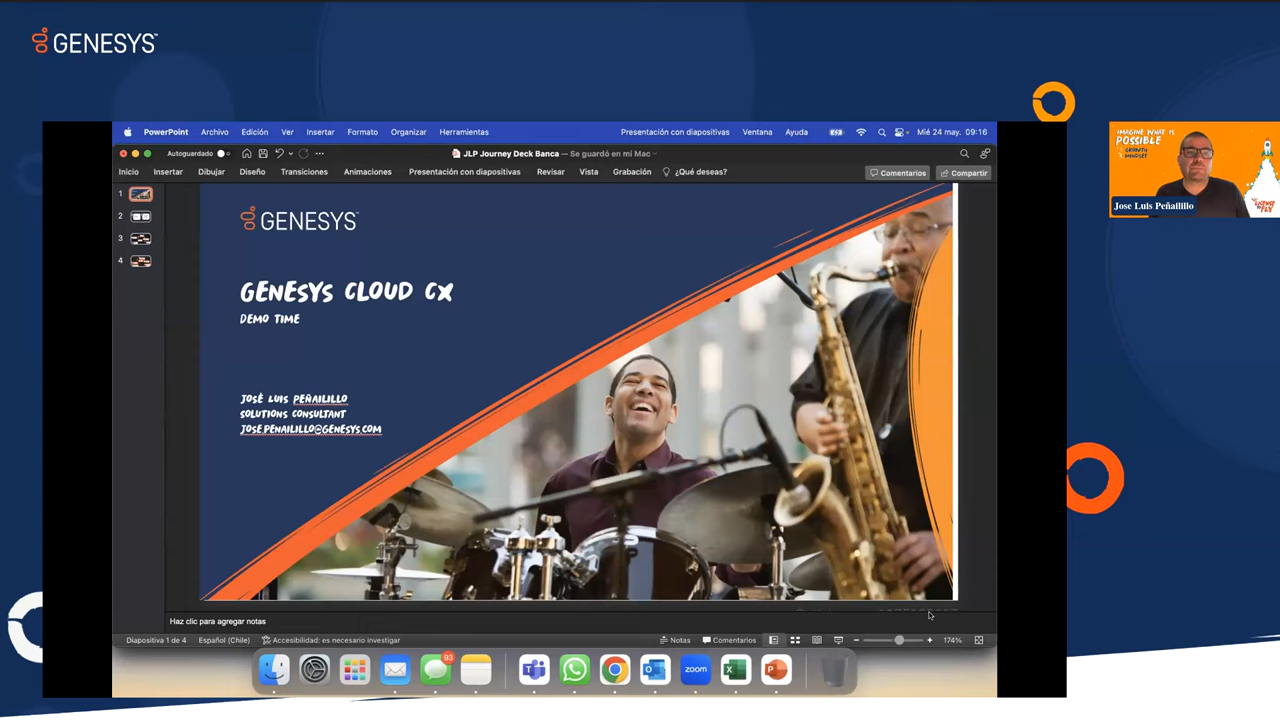 GENESYS™
PowerPoint Archivo Edición Ver Insertar Formato Organizar Herramientas Presentación con diapositivas Ventana Ayuda Mié 24 may. 09:16
Autoguardado JLP Journey Deck Banca — Se guardó en mi Mac
Inicio Insertar Dibujar Diseño Transiciones Animaciones Presentación con diapositivas Revisar Vista Grabación ¿Qué deseas? Comentarios Compartir
1
2
3
4
GENESYS™
GENESYS CLOUD CX
DEMO TIME
JOSÉ LUIS PEÑAILILLO
SOLUTIONS CONSULTANT
JOSE.PENAILILLO@GENESYS.COM
Haz clic para agregar notas
Diapositiva 1 de 4 Español (Chile) Accesibilidad: es necesario investigar Notas Comentarios 174%
93
zoom
IMAGINE WHAT IS
POSSIBLE
GROWTH
MINDSET
Jose Luis Peñailillo